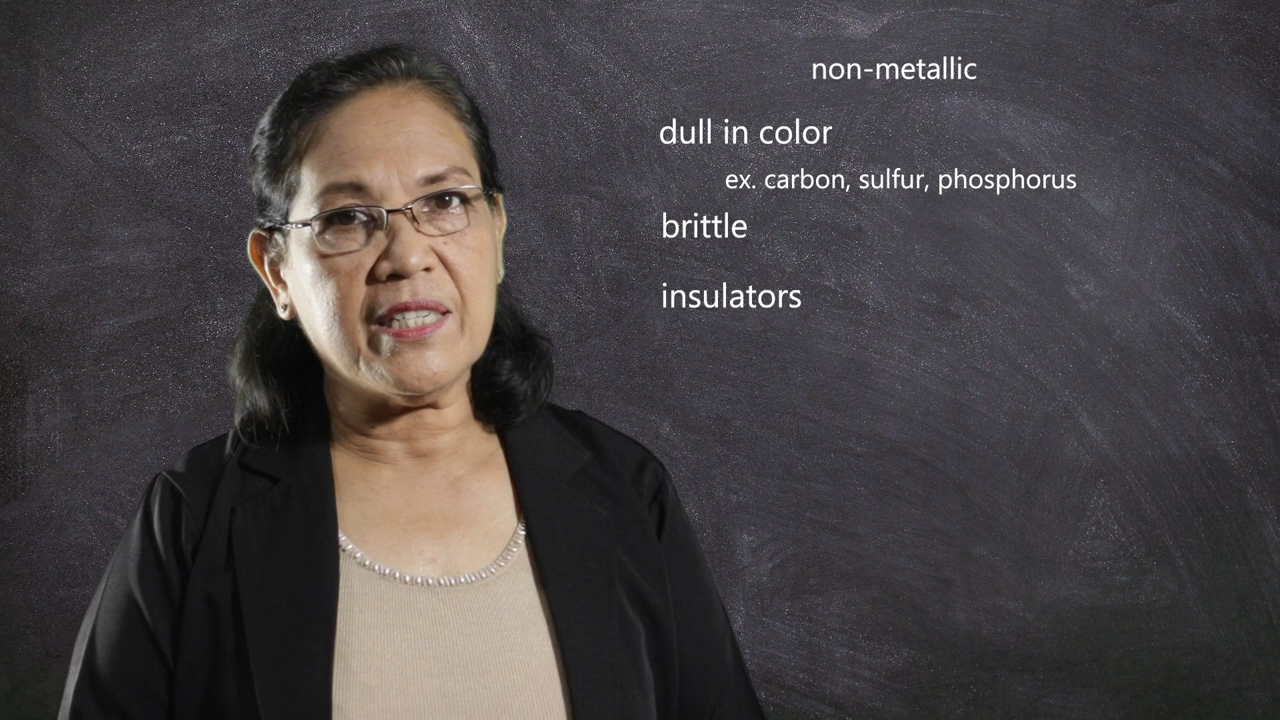 non-metallic
dull in color
ex. carbon, sulfur, phosphorus
brittle
insulators